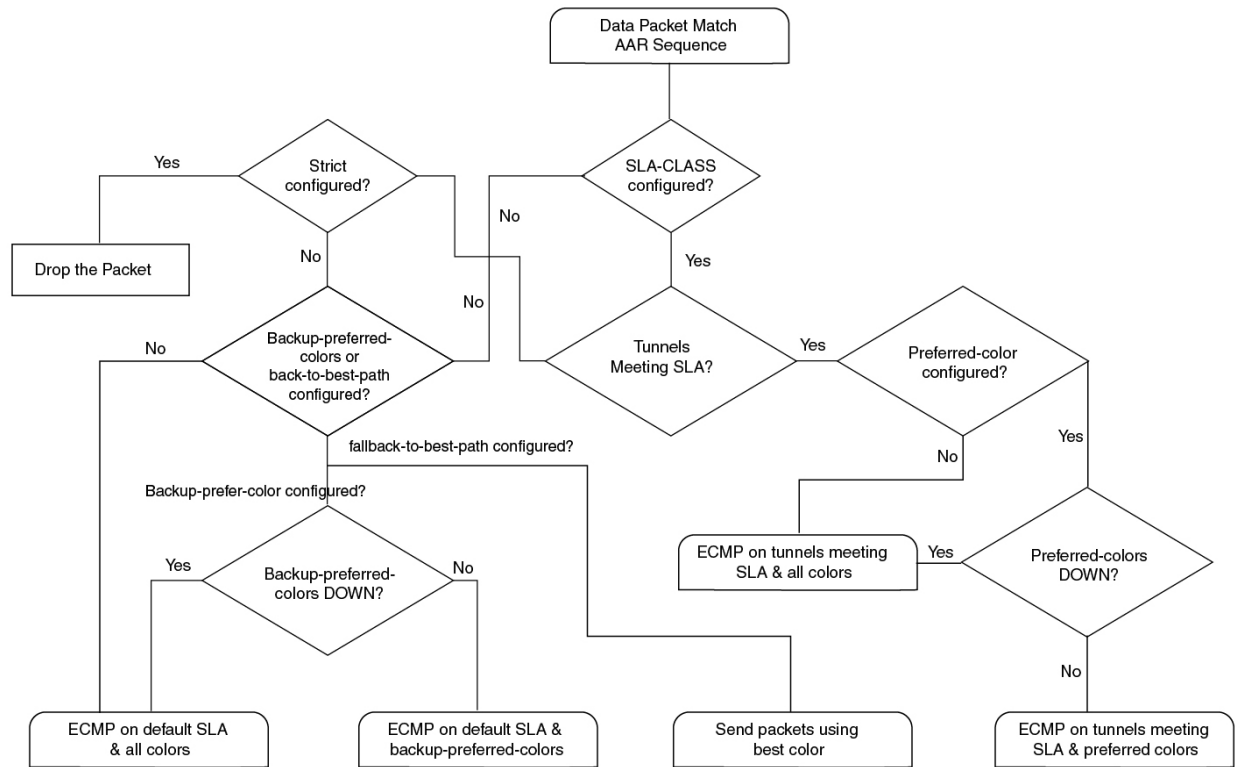 Data Packet Match
AAR Sequence
Yes
Strict
configured?
SLA-CLASS
configured?
No
Drop the Packet
No
Yes
No
No
Backup-preferred-
colors or
back-to-best-path
configured?
Tunnels
Meeting SLA?
Yes
Preferred-color
configured?
fallback-to-best-path configured?
No
Yes
Backup-prefer-color configured?
Yes
Backup-preferred-
colors DOWN?
No
ECMP on tunnels meeting
SLA & all colors
Yes
Preferred-colors
DOWN?
No
ECMP on default SLA
& all colors
ECMP on default SLA &
backup-preferred-colors
Send packets using
best color
ECMP on tunnels meeting
SLA & preferred colors